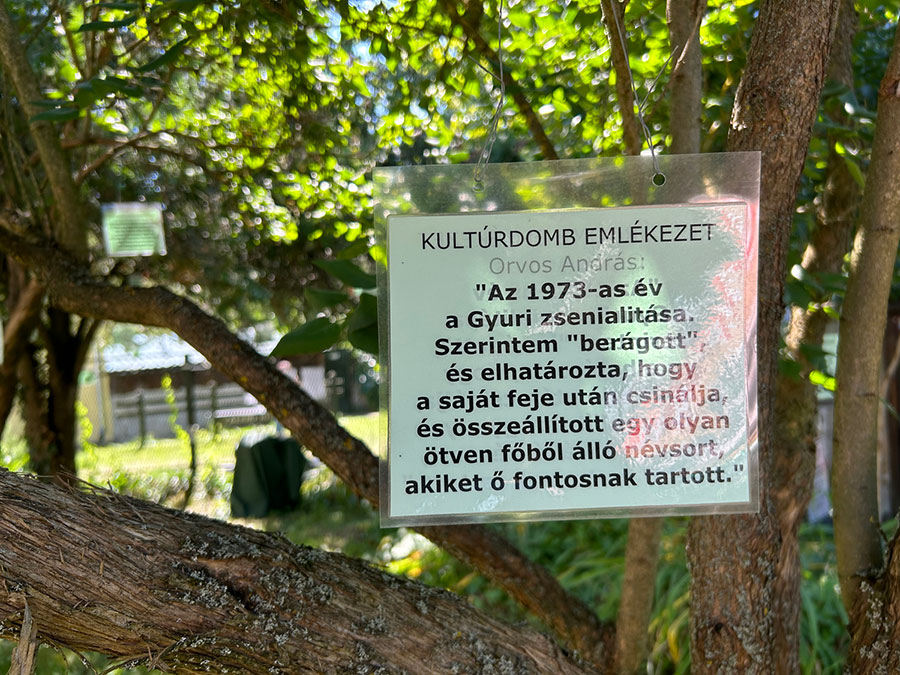 KULTÚRDOMB EMLÉKEZET
Orvos András:
"Az 1973-as év
a Gyuri zsenialitása.
Szerintem "berágott",
és elhatározta, hogy
a saját feje után csinálja,
és összeállított egy olyan
ötven főből álló névsort,
akiket ő fontosnak tartott."